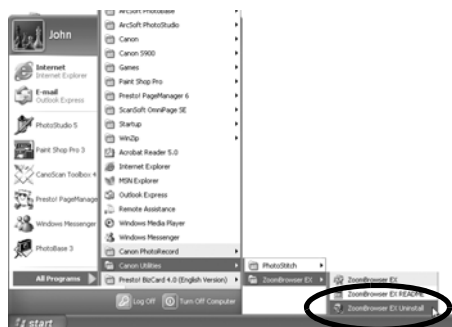 John
Internet
Internet Explorer
E-mail
Outlook Express
PhotoStudio 5
Paint Shop Pro 3
CanoScan Toolbox 4
Presto! PageManager
Windows Messenger
PhotoBase 3
All Programs
ArcSoft PhotoBase
ArcSoft PhotoStudio
Canon
Canon S900
Games
Paint Shop Pro
Presto! PageManager 6
ScanSoft OmniPage SE
Startup
WinZip
Acrobat Reader 5.0
Internet Explorer
MSN Explorer
Outlook Express
Remote Assistance
Windows Media Player
Windows Messenger
Canon PhotoRecord
Canon Utilities
Presto! BizCard 4.0 (English Version)
PhotoStitch
ZoomBrowser EX
ZoomBrowser EX
ZoomBrowser EX README
ZoomBrowser EX Uninstall
Log Off
Turn Off Computer
start